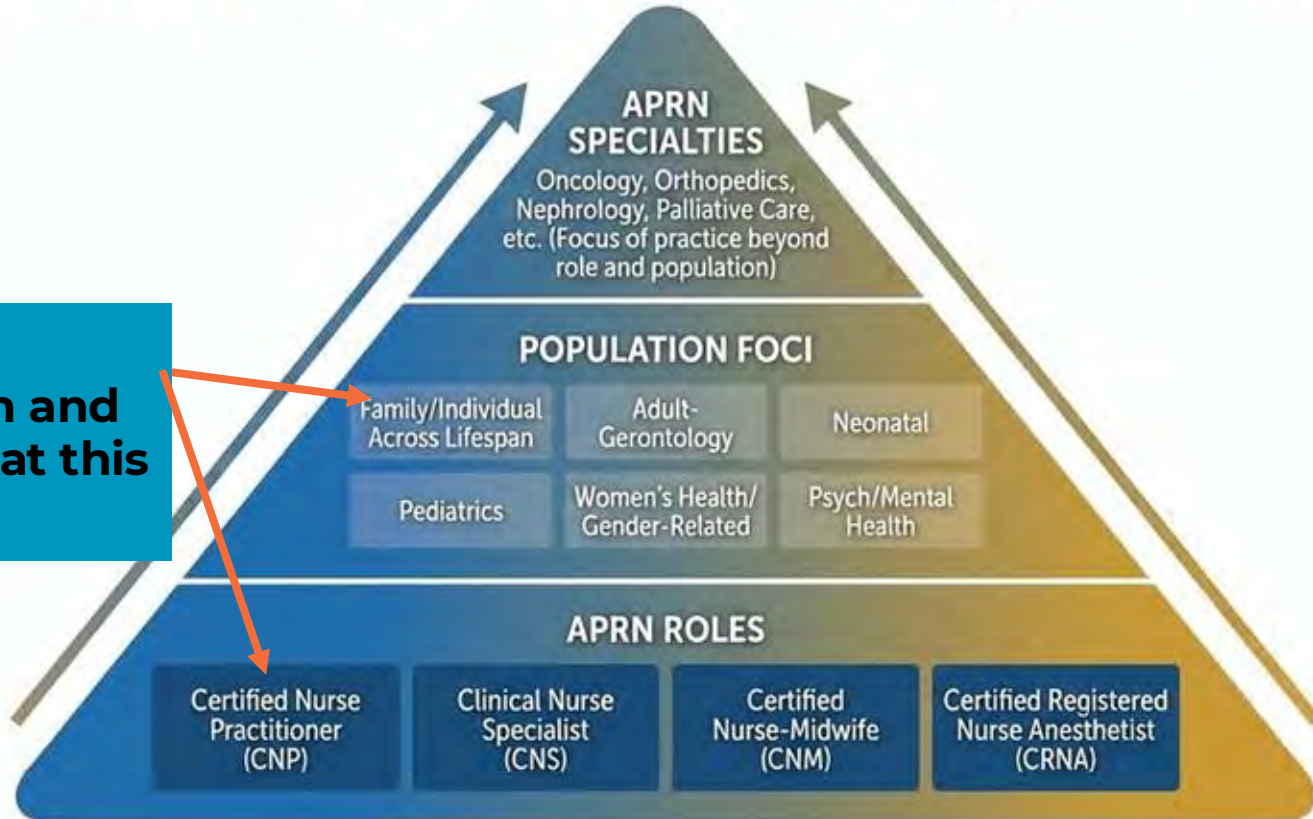 APRN
SPECIALTIES
Oncology, Orthopedics,
Nephrology, Palliative Care,
etc. (Focus of practice beyond
role and population)
and
at this
POPULATION FOCI
Family/Individual
Across Lifespan
Adult-
Gerontology
Neonatal
Pediatrics
Women's Health/
Gender-Related
Psych/Mental
Health
APRN ROLES
Certified Nurse
Practitioner
(CNP)
Clinical Nurse
Specialist
(CNS)
Certified
Nurse-Midwife
(CNM)
Certified Registered
Nurse Anesthetist
(CRNA)